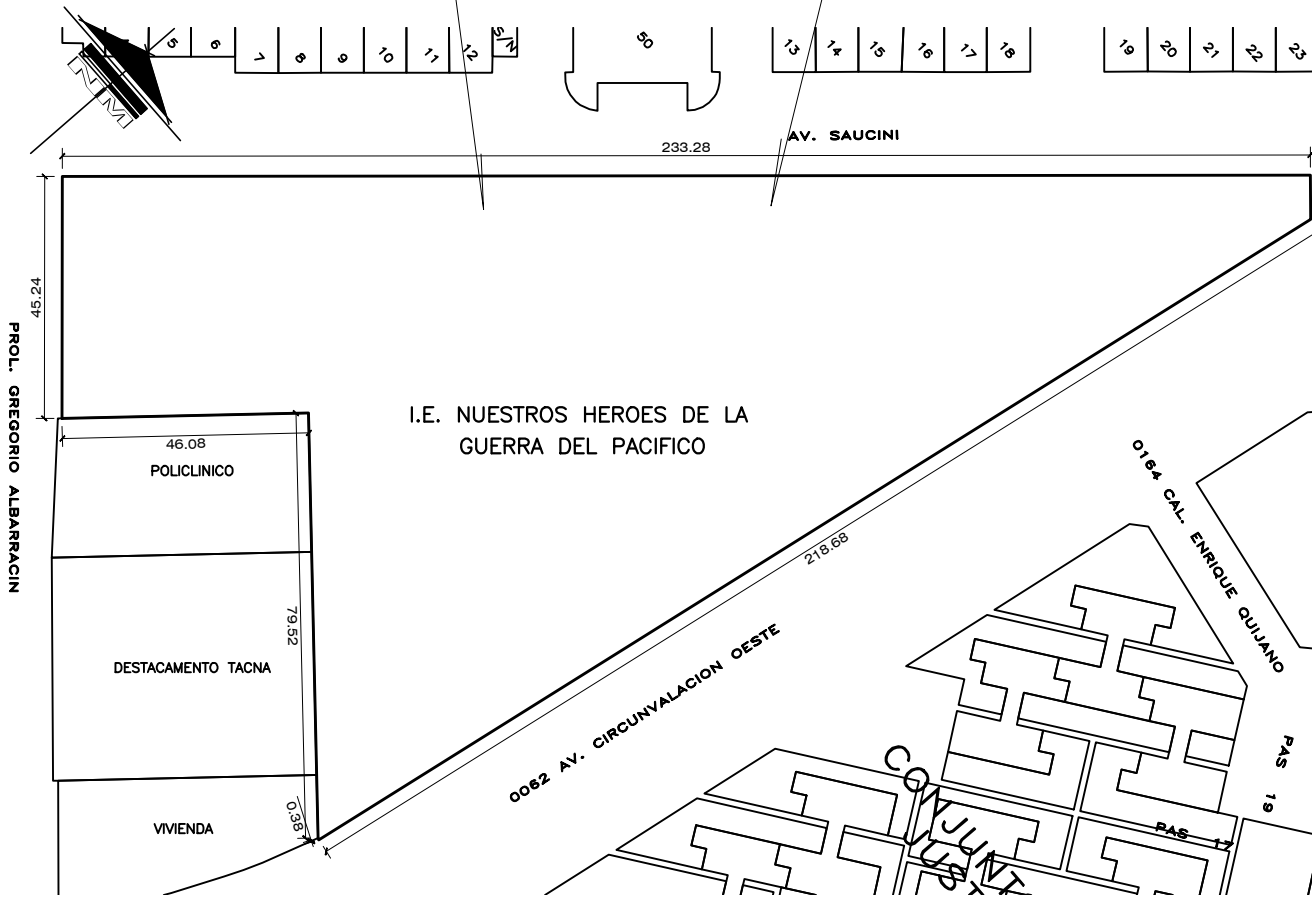 5
6
7
8
9
10
11
12
S/N
50
13
14
15
16
17
18
19
20
21
22
23
N.M.
AV. SAUCINI
233.28
45.24
PROL. GREGORIO ALBARRACIN
I.E. NUESTROS HEROES DE LA
GUERRA DEL PACIFICO
46.08
POLICLINICO
79.52
DESTACAMENTO TACNA
0.38
VIVIENDA
218.68
0062 AV. CIRCUNVALACION OESTE
0164 CAL. ENRIQUE QUIJANO
PAS 19
PAS 17
CONJUNT
JUST